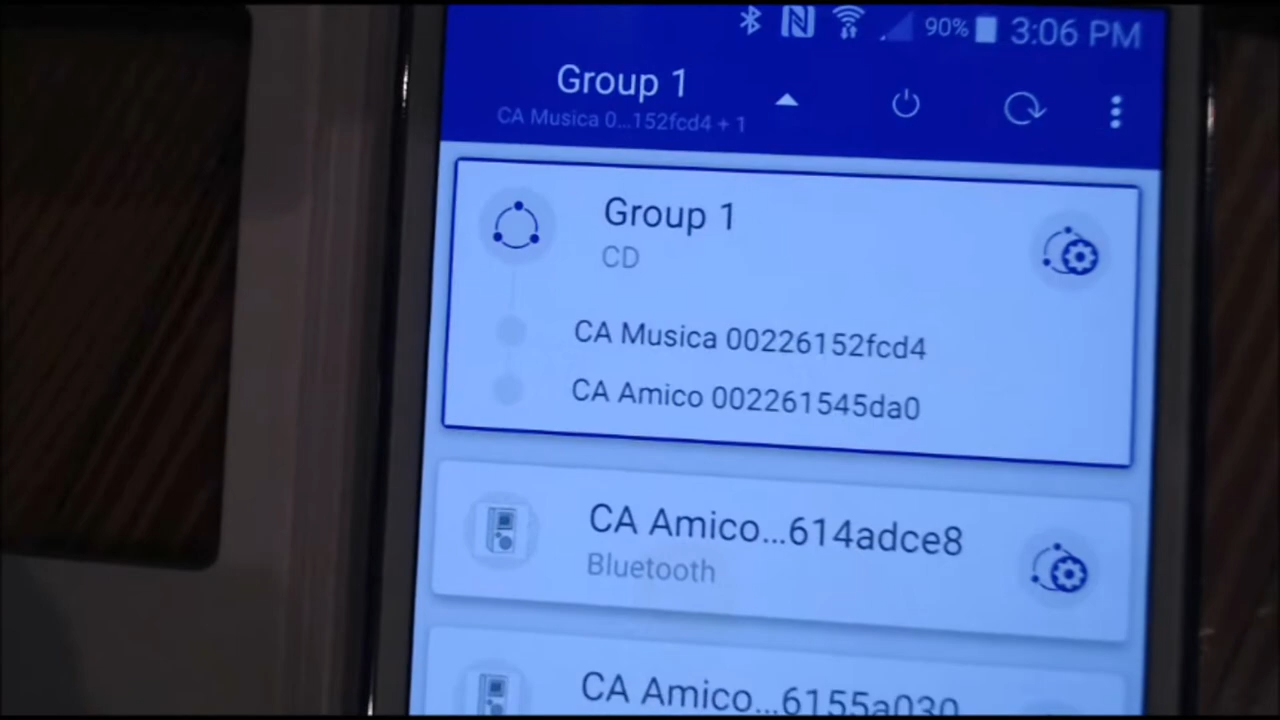 90% 3:06 PM
Group 1
CA Musica 0...152fcd4 + 1
Group 1
CD
CA Musica 00226152fcd4
CA Amico 002261545da0
CA Amico...614adce8
Bluetooth
CA Amico...6155a030